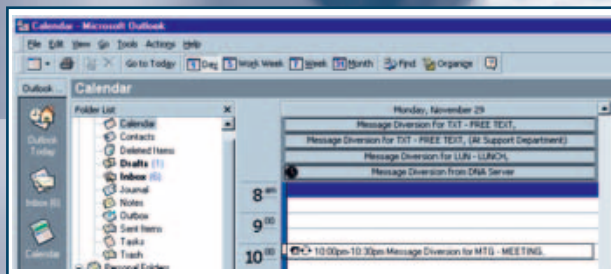 Calendar - Microsoft Outlook
File Edit View Go Tools Actions Help
Go to Today 1 Day 5 Work Week 7 Week 31 Month Find Organize
Outlook ... Calendar
Folder List
Monday, November 29
Calendar
Message Diversion for TXT - FREE TEXT,
Contacts
Outlook Today
Deleted Items
Message Diversion for TXT - FREE TEXT, (At Support Department)
Drafts (1)
Message Diversion for LUN - LUNCH,
Inbox (6)
Message Diversion from DNA Server
Journal
Notes
8 am
Inbox (6)
Outbox
Sent Items
9 00
Tasks
Trash
Calendar
Personal Folders
10 00 10:00pm-10:30pm Message Diversion for MTG - MEETING.